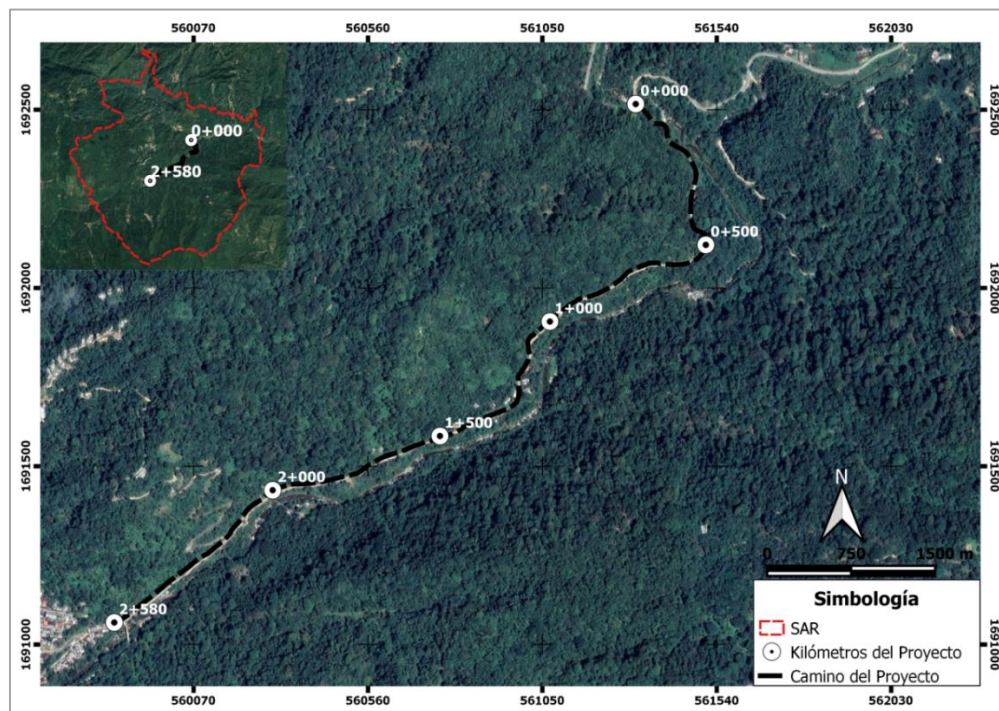 560070 560560 561050 561540 562030
0+000
2+580
0+000
1692500 1692500
0+500
1692000 1692000
1+000
1+500
1691500 1691500
2+000
N
0 750 1500 m
2+580
1691000 1691000
Simbología
SAR
Kilómetros del Proyecto
Camino del Proyecto
560070 560560 561050 561540 562030